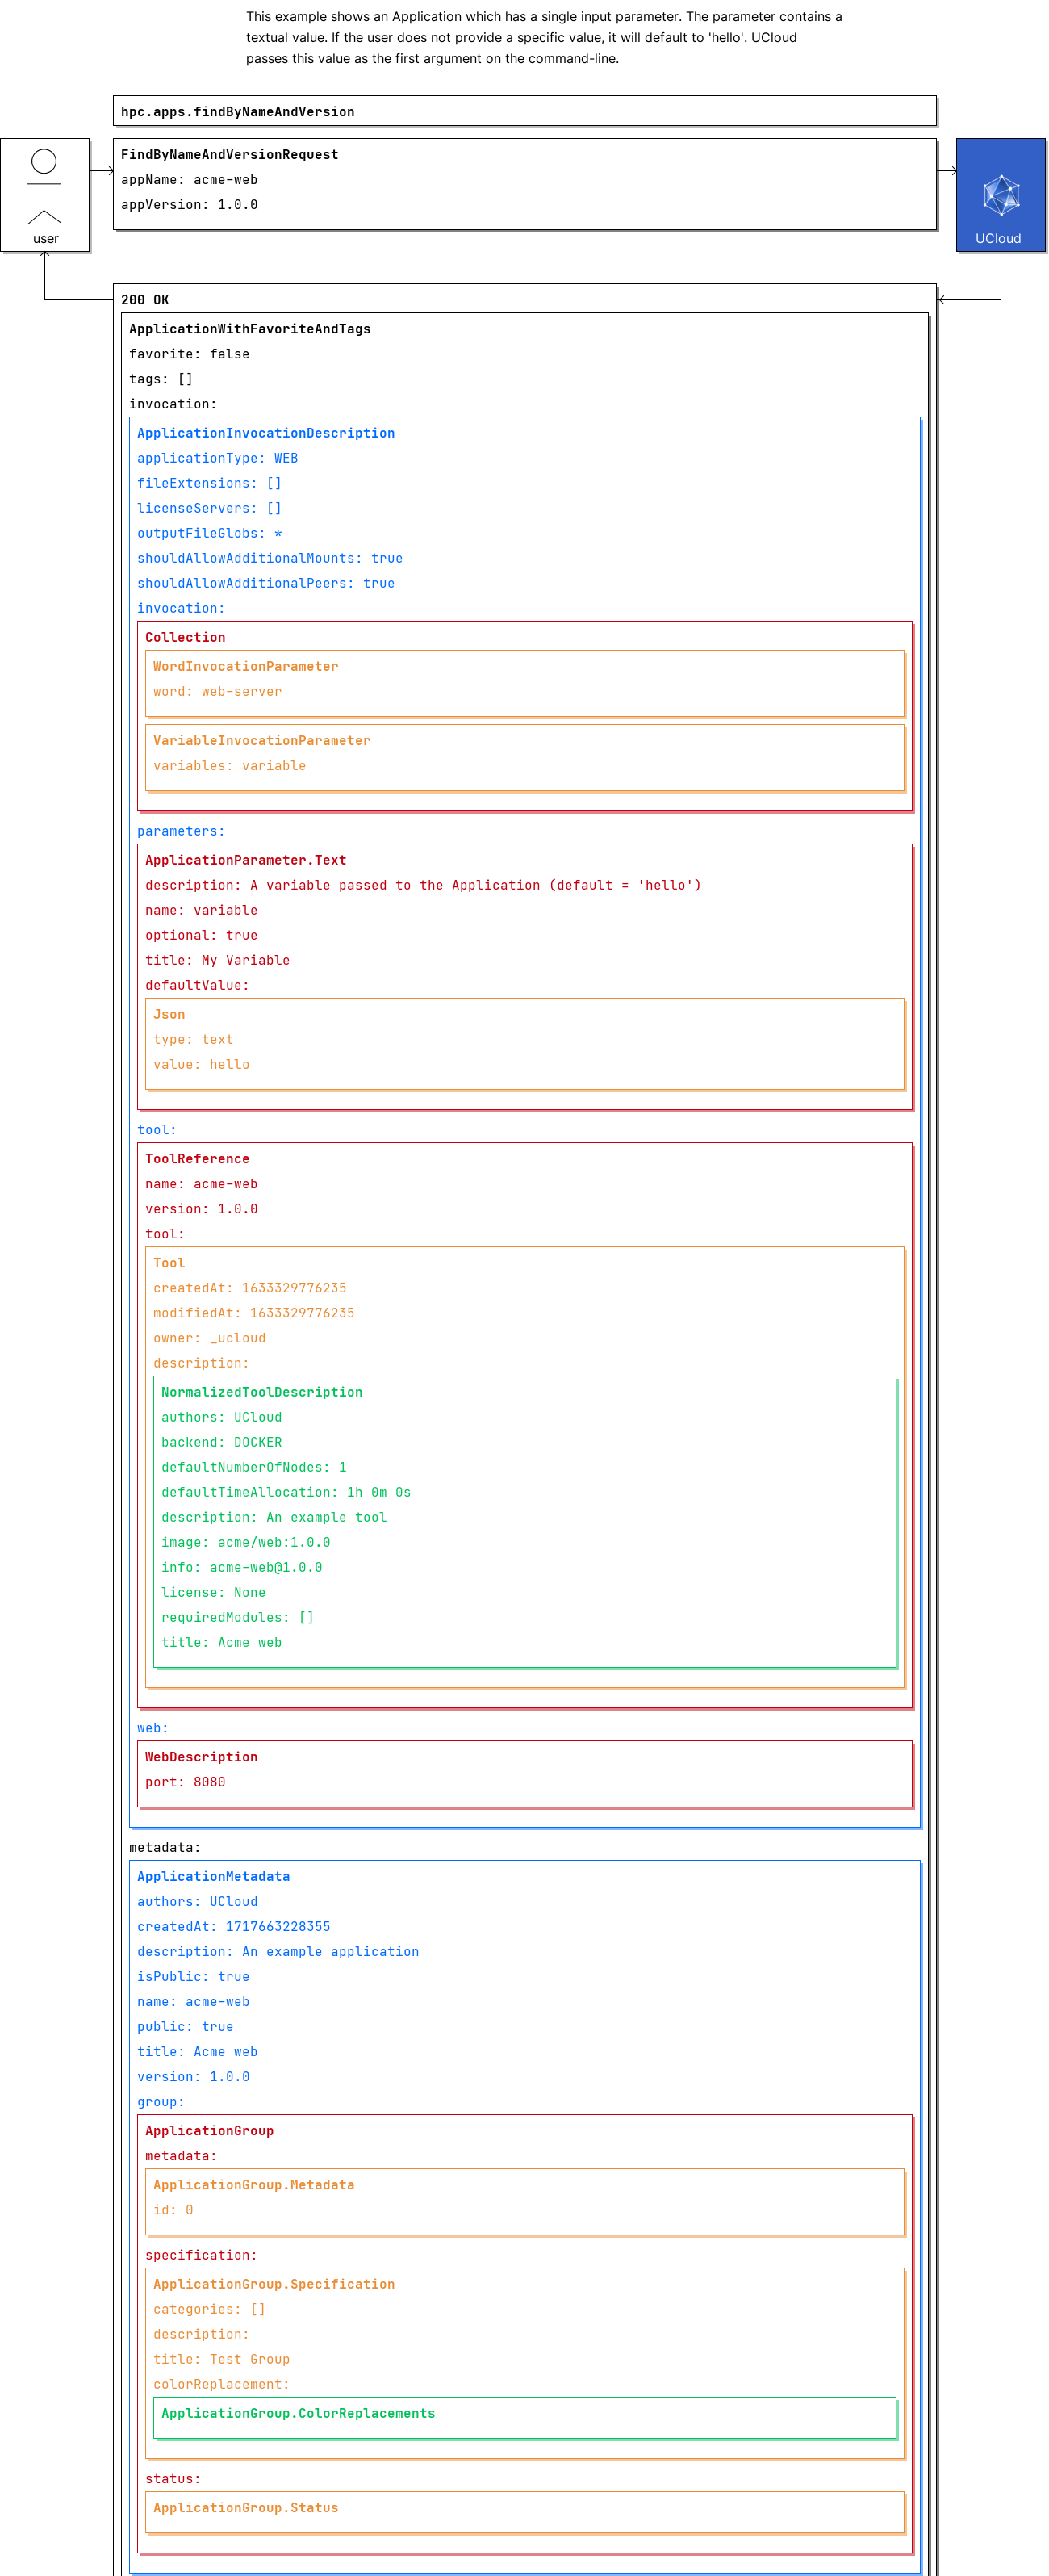 This example shows an Application which has a single input parameter. The parameter contains a
textual value. If the user does not provide a specific value, it will default to 'hello'. UCloud
passes this value as the first argument on the command-line.
hpc.apps.findByNameAndVersion
FindByNameAndVersionRequest
appName: acme-web
appVersion: 1.0.0
user
UCloud
200 OK
ApplicationWithFavoriteAndTags
favorite: false
tags: []
invocation:
ApplicationInvocationDescription
applicationType: WEB
fileExtensions: []
licenseServers: []
outputFileGlobs: *
shouldAllowAdditionalMounts: true
shouldAllowAdditionalPeers: true
invocation:
Collection
WordInvocationParameter
word: web-server
VariableInvocationParameter
variables: variable
parameters:
ApplicationParameter.Text
description: A variable passed to the Application (default = 'hello')
name: variable
optional: true
title: My Variable
defaultValue:
Json
type: text
value: hello
tool:
ToolReference
name: acme-web
version: 1.0.0
tool:
Tool
createdAt: 1633329776235
modifiedAt: 1633329776235
owner: _ucloud
description:
NormalizedToolDescription
authors: UCloud
backend: DOCKER
defaultNumberOfNodes: 1
defaultTimeAllocation: 1h 0m 0s
description: An example tool
image: acme/web:1.0.0
info: acme-web@1.0.0
license: None
requiredModules: []
title: Acme web
web:
WebDescription
port: 8080
metadata:
ApplicationMetadata
authors: UCloud
createdAt: 1717663228355
description: An example application
isPublic: true
name: acme-web
public: true
title: Acme web
version: 1.0.0
group:
ApplicationGroup
metadata:
ApplicationGroup.Metadata
id: 0
specification:
ApplicationGroup.Specification
categories: []
description:
title: Test Group
colorReplacement:
ApplicationGroup.ColorReplacements
status:
ApplicationGroup.Status